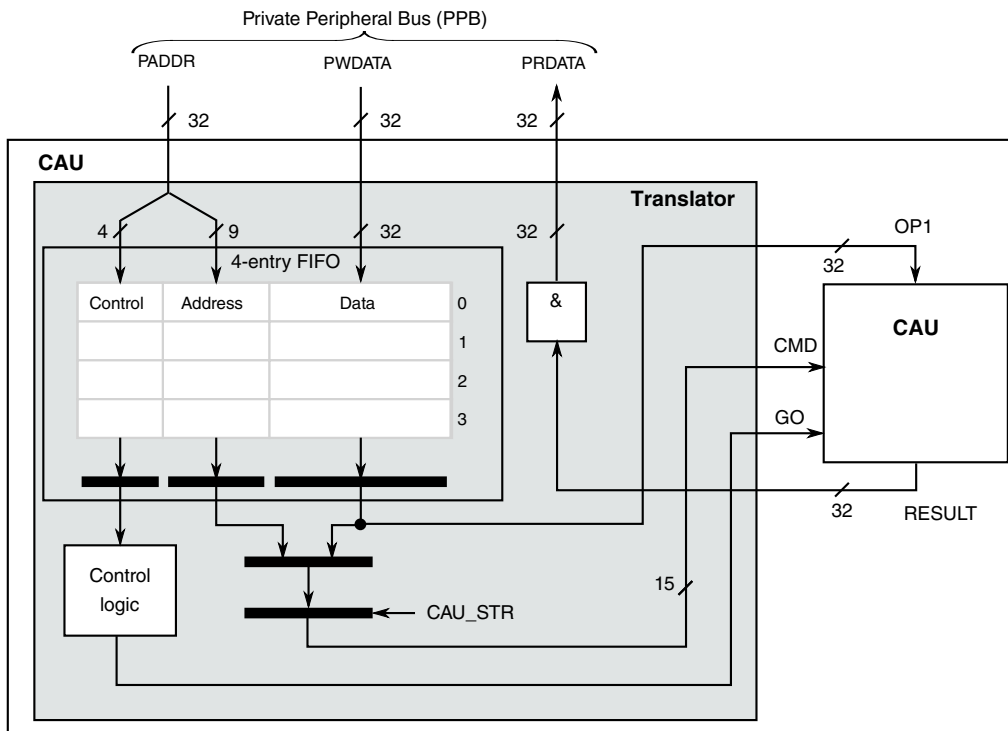 Private Peripheral Bus (PPB)
PADDR PWDATA PRDATA
32 32 32
CAU
Translator
4 9 32 32
OP1
32
4-entry FIFO
Control Address Data 0
1
2
3
&
CAU
CMD
GO
32
RESULT
Control
logic
15
CAU_STR